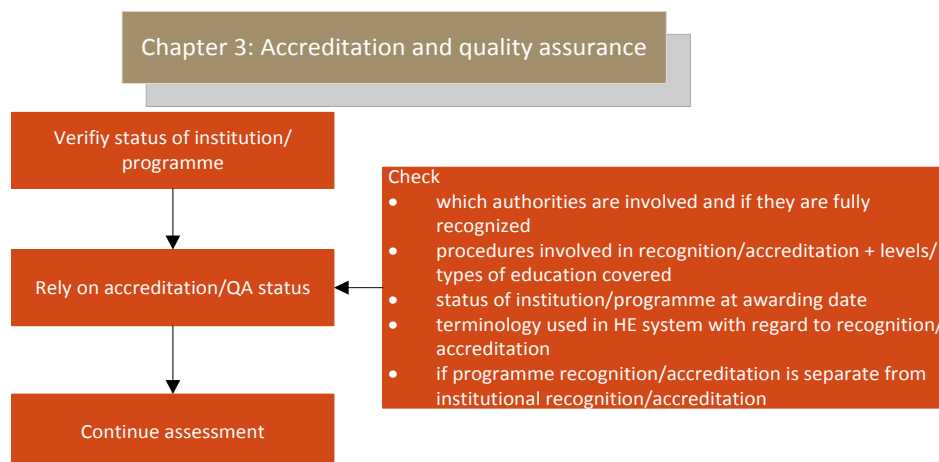 Chapter 3: Accreditation and quality assurance
Verifiy status of institution/
programme
Rely on accreditation/QA status
Continue assessment
Check
● which authorities are involved and if they are fully
recognized
● procedures involved in recognition/accreditation + levels/
types of education covered
● status of institution/programme at awarding date
● terminology used in HE system with regard to recognition/
accreditation
● if programme recognition/accreditation is separate from
institutional recognition/accreditation